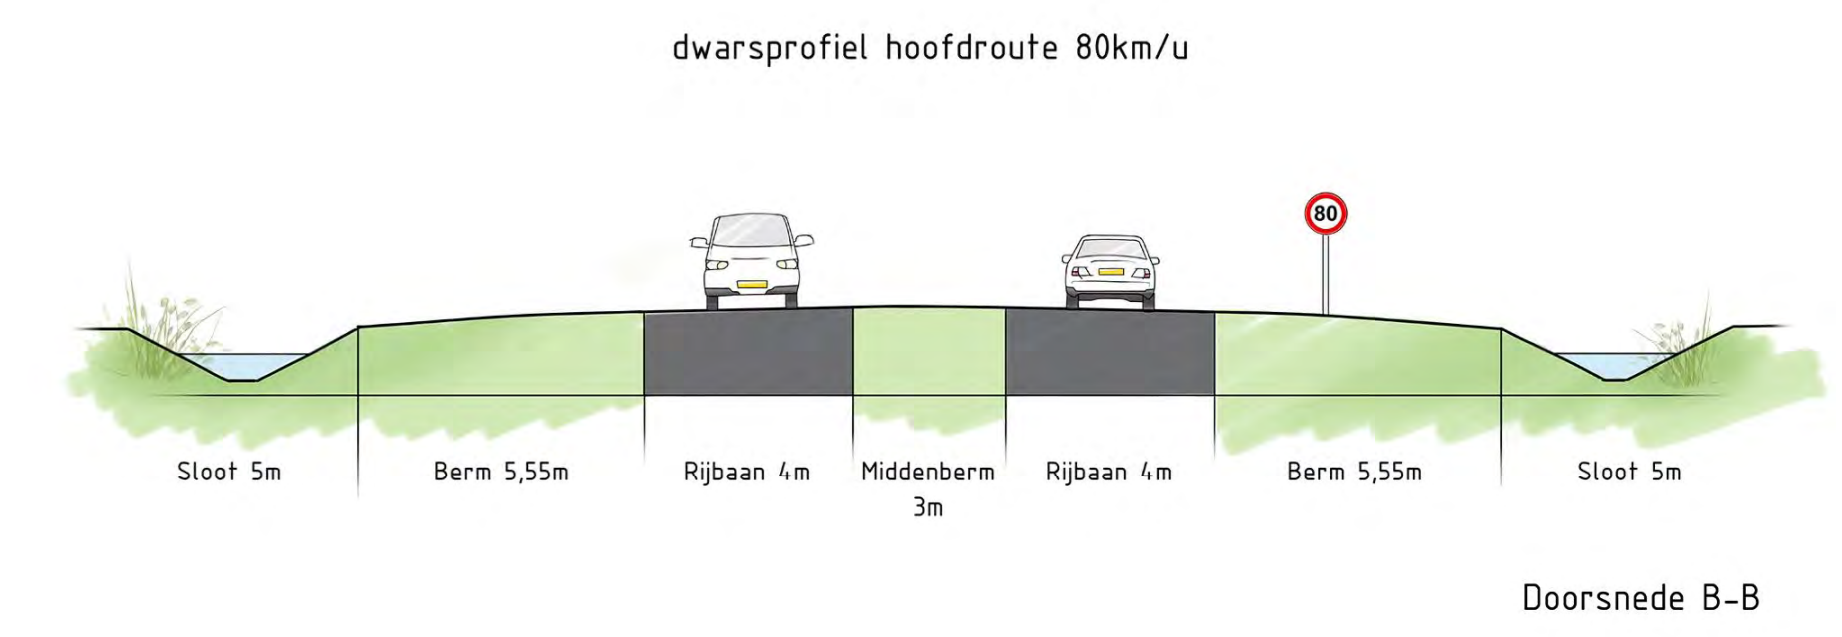 dwarsprofiel hoofdroute 80km/u
80
Sloot 5m
Berm 5,55m
Rijbaan 4m
Middenberm
3m
Rijbaan 4m
Berm 5,55m
Sloot 5m
Doorsnede B-B